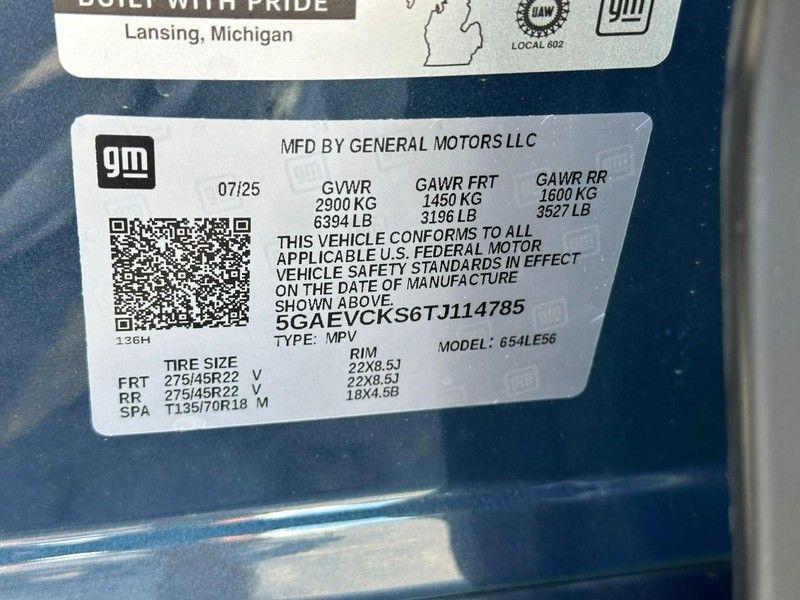 BUILT WITH PRIDE
Lansing, Michigan
UAW
LOCAL 602
gm
gm
MFD BY GENERAL MOTORS LLC
07/25
GVWR GAWR FRT GAWR RR
2900 KG 1450 KG 1600 KG
6394 LB 3196 LB 3527 LB
THIS VEHICLE CONFORMS TO ALL
APPLICABLE U.S. FEDERAL MOTOR
VEHICLE SAFETY STANDARDS IN EFFECT
ON THE DATE OF MANUFACTURE
SHOWN ABOVE.
5GAEVCKS6TJ114785
136H
TYPE: MPV MODEL: 654LE56
TIRE SIZE RIM
FRT 275/45R22 V 22X8.5J
RR 275/45R22 V 22X8.5J
SPA T135/70R18 M 18X4.5B